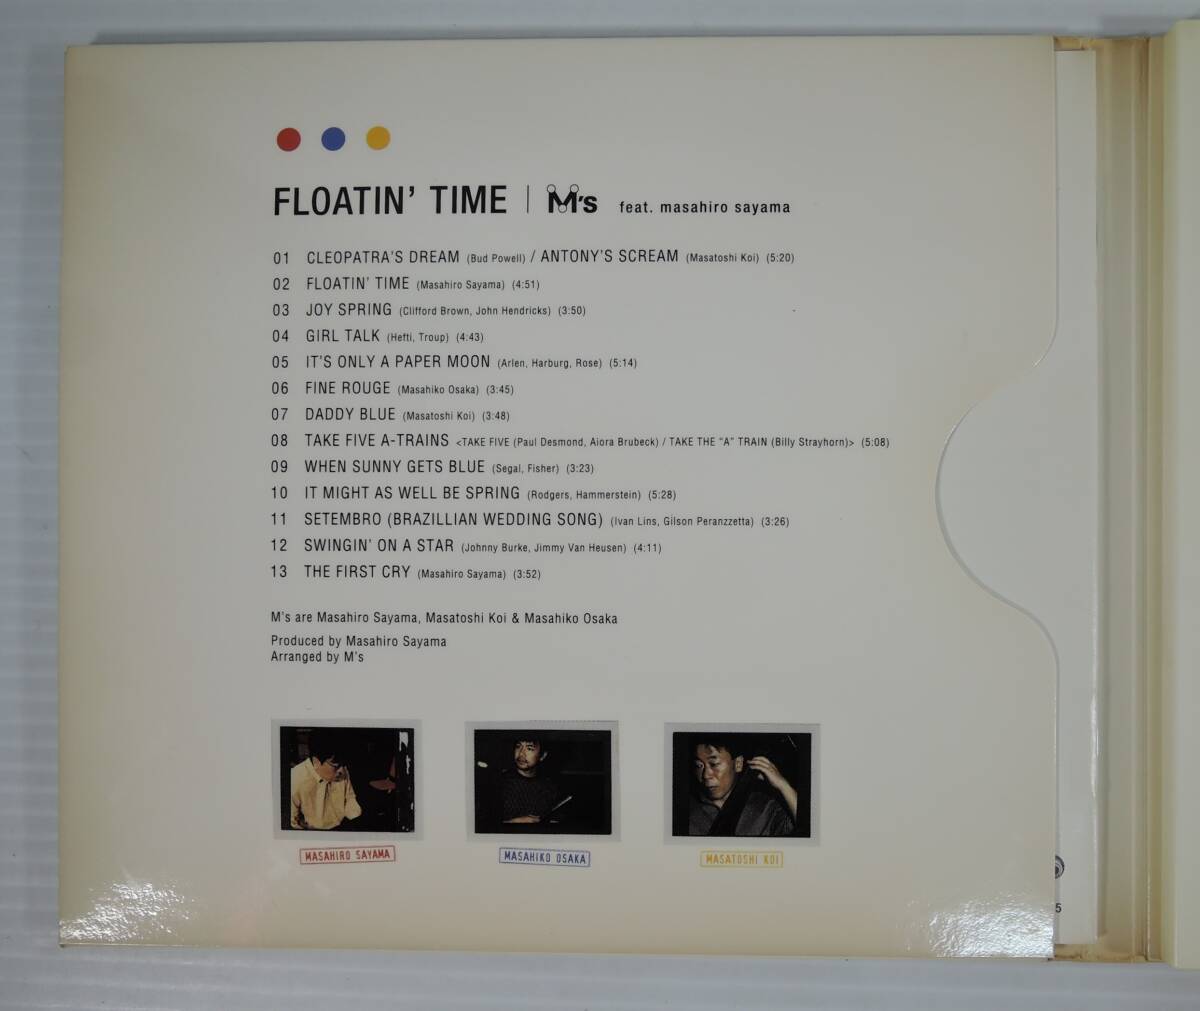 FLOATIN' TIME | M's feat. masahiro sayama
01 CLEOPATRA'S DREAM (Bud Powell) / ANTONY'S SCREAM (Masatoshi Koi) (5:20)
02 FLOATIN' TIME (Masahiro Sayama) (4:51)
03 JOY SPRING (Clifford Brown, John Hendricks) (3:50)
04 GIRL TALK (Hefti, Troup) (4:43)
05 IT'S ONLY A PAPER MOON (Arlen, Harburg, Rose) (5:14)
06 FINE ROUGE (Masahiko Osaka) (3:45)
07 DADDY BLUE (Masatoshi Koi) (3:48)
08 TAKE FIVE A-TRAINS <TAKE FIVE (Paul Desmond, Aiora Brubeck) / TAKE THE "A" TRAIN (Billy Strayhorn)> (5:08)
09 WHEN SUNNY GETS BLUE (Segal, Fisher) (3:23)
10 IT MIGHT AS WELL BE SPRING (Rodgers, Hammerstein) (5:28)
11 SETEMBRO (BRAZILLIAN WEDDING SONG) (Ivan Lins, Gilson Peranzzetta) (3:26)
12 SWINGIN' ON A STAR (Johnny Burke, Jimmy Van Heusen) (4:11)
13 THE FIRST CRY (Masahiro Sayama) (3:52)
M's are Masahiro Sayama, Masatoshi Koi & Masahiko Osaka
Produced by Masahiro Sayama
Arranged by M's
MASAHIRO SAYAMA
MASAHIKO OSAKA
MASATOSHI KOI
5